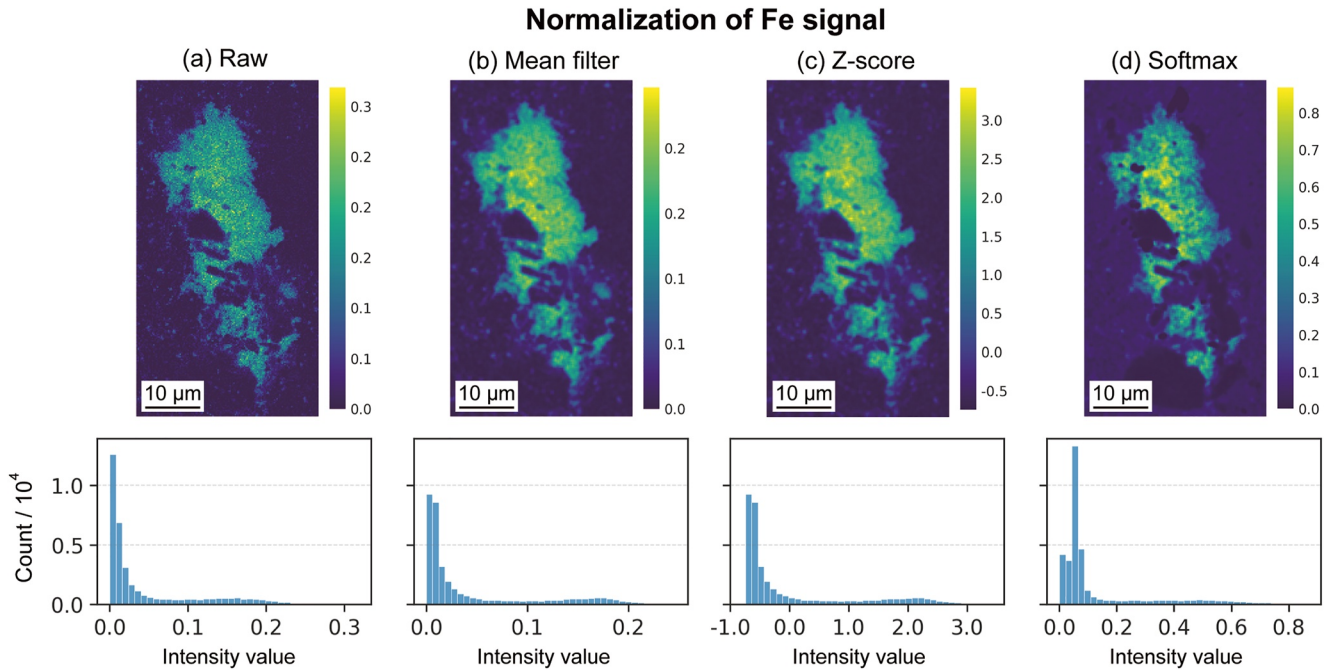 Normalization of Fe signal
(a) Raw
(b) Mean filter
(c) Z-score
(d) Softmax
0.3
0.2
0.2
0.1
0.1
0.0
10 μm
0.2
0.2
0.1
0.1
0.0
10 μm
3.0
2.5
2.0
1.5
1.0
0.5
0.0
-0.5
10 μm
0.8
0.7
0.6
0.5
0.4
0.3
0.2
0.1
0.0
10 μm
Count / 10⁴
1.0
0.5
0.0
0.0 0.1 0.2 0.3
Intensity value
0.0 0.1 0.2
Intensity value
-1.0 0.0 1.0 2.0 3.0
Intensity value
0.0 0.2 0.4 0.6 0.8
Intensity value